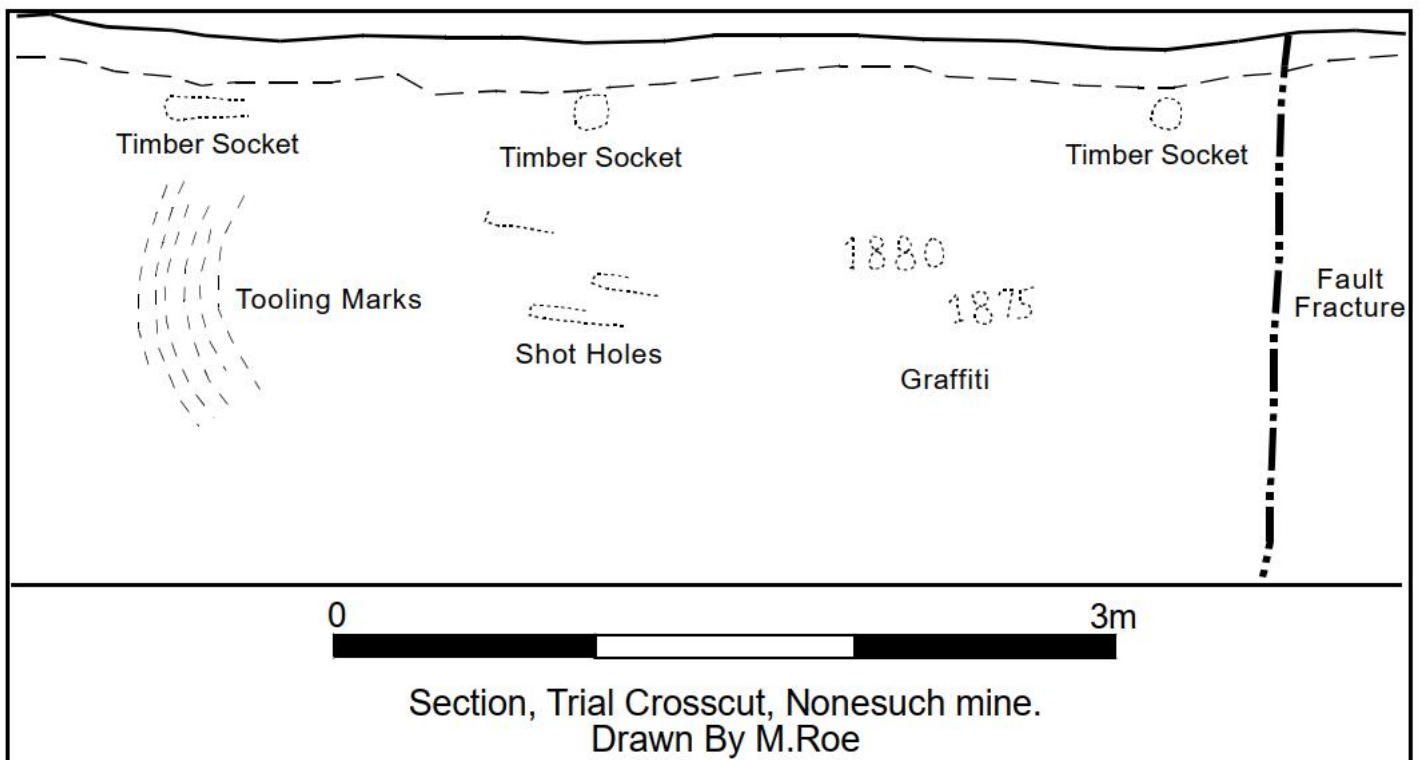 Timber Socket
Timber Socket
Timber Socket
Tooling Marks
Shot Holes
1880
1875
Graffiti
Fault
Fracture
0
3m
Section, Trial Crosscut, Nonesuch mine.
Drawn By M.Roe